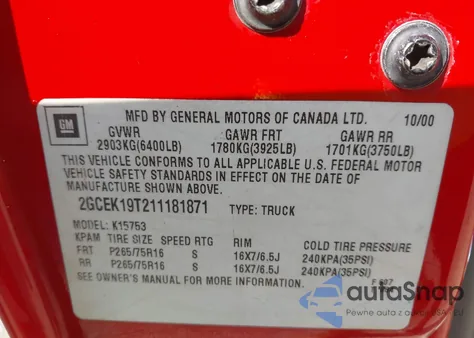 GM
MFD BY GENERAL MOTORS OF CANADA LTD. 10/00
GVWR GAWR FRT GAWR RR
2903KG(6400LB) 1780KG(3925LB) 1701KG(3750LB)
THIS VEHICLE CONFORMS TO ALL APPLICABLE U.S. FEDERAL MOTOR
VEHICLE SAFETY STANDARDS IN EFFECT ON THE DATE OF
MANUFACTURE SHOWN ABOVE.
2GCEK19T211181871 TYPE: TRUCK
MODEL: K15753
KPAM TIRE SIZE SPEED RTG RIM COLD TIRE PRESSURE
FRT P265/75R16 S 16X7/6.5J 240KPA(35PSI)
RR P265/75R16 S 16X7/6.5J 240KPA(35PSI)
SEE OWNER'S MANUAL FOR MORE INFORMATION.
autoSnap
Pewne auta z